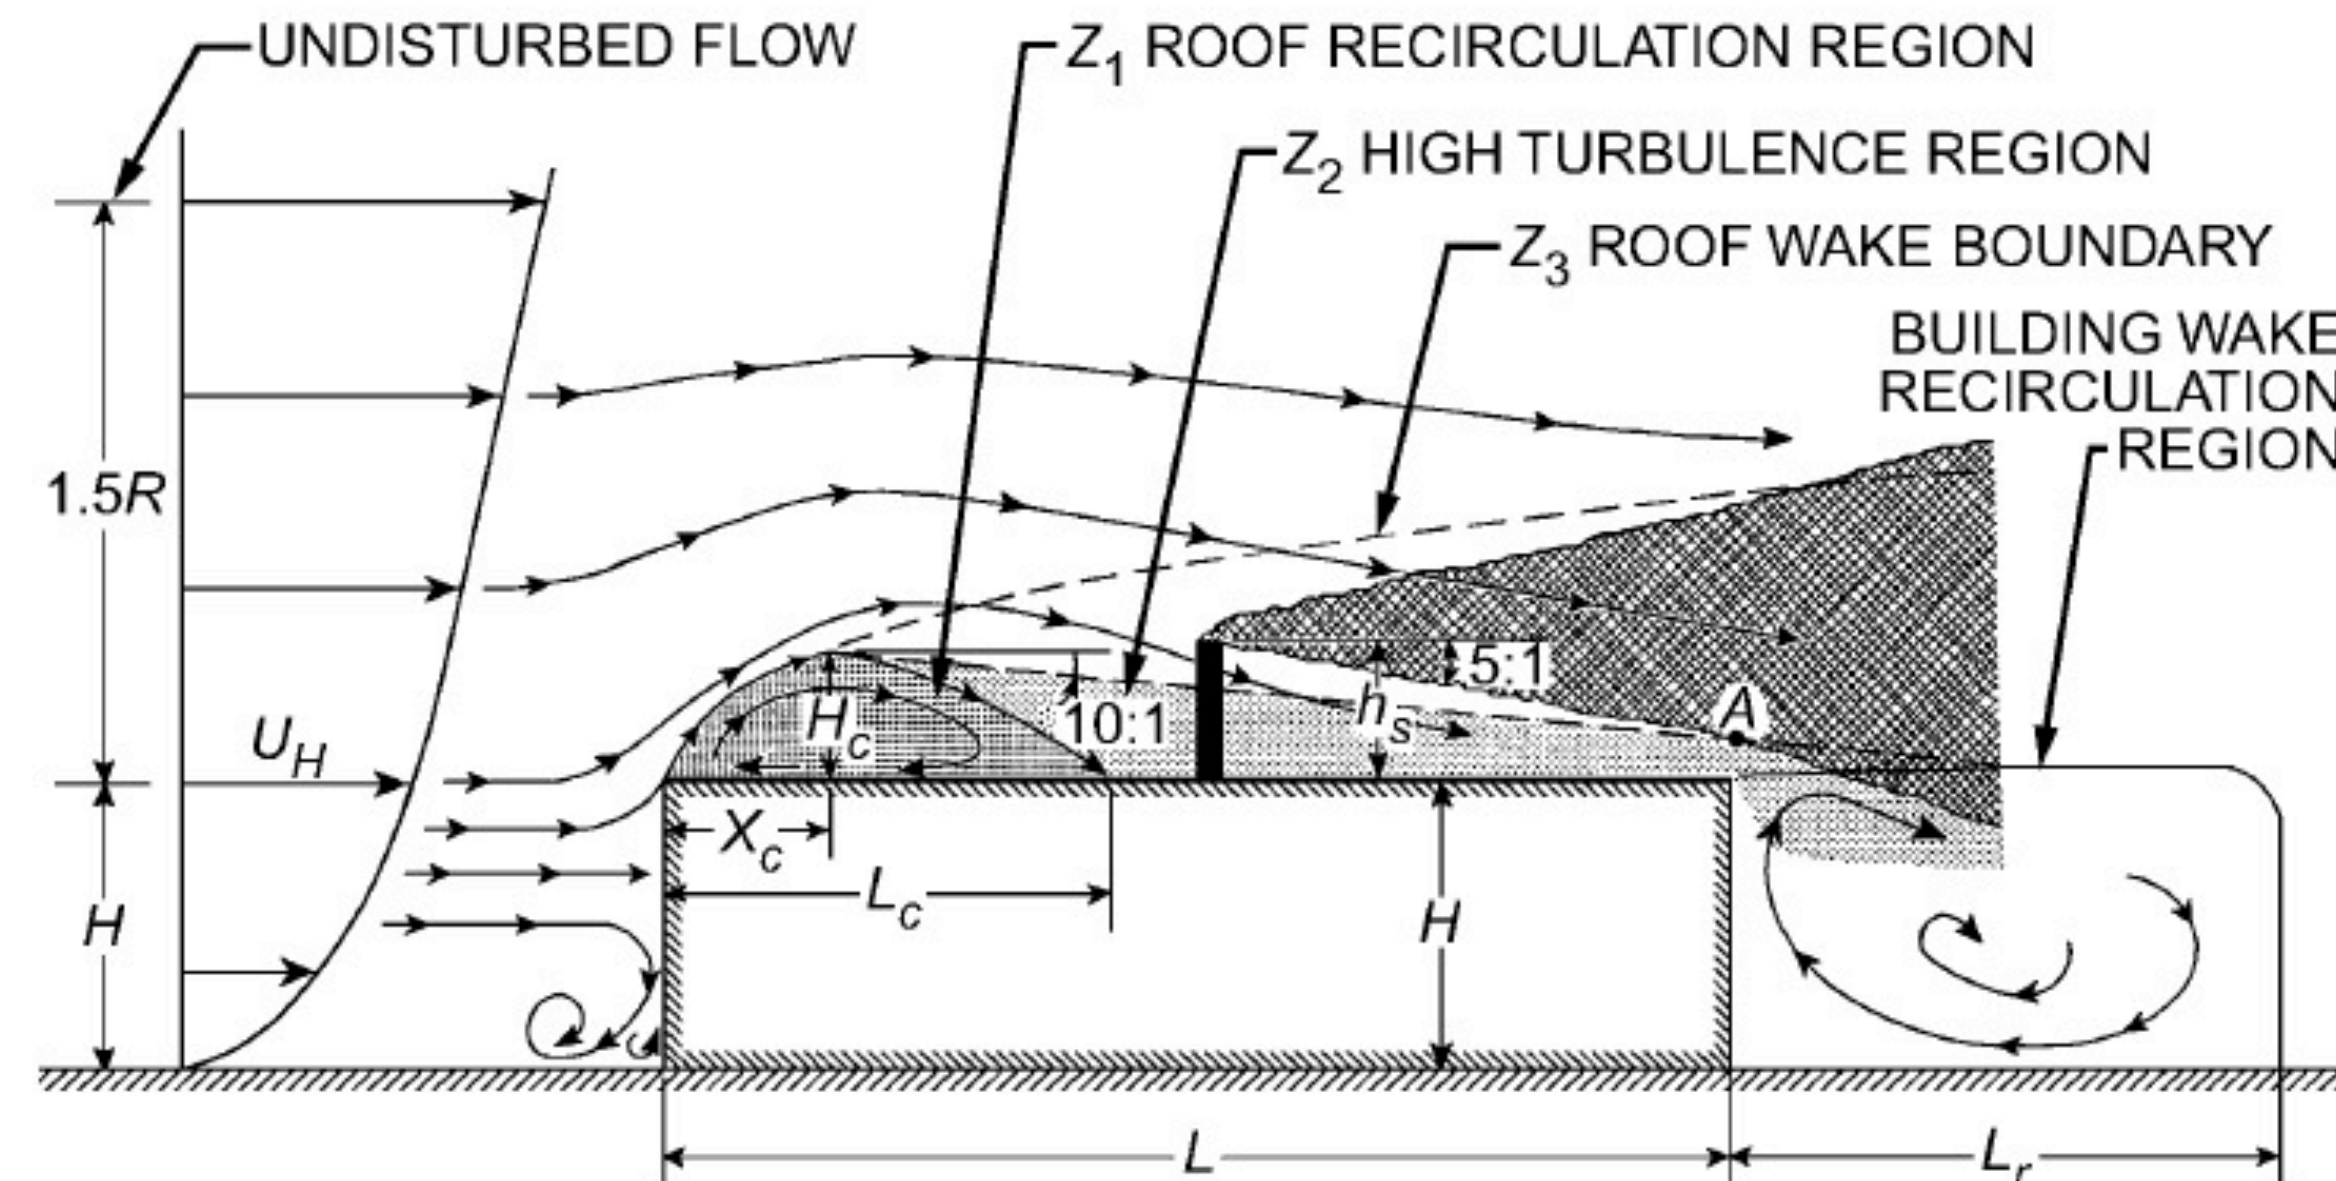 UNDISTURBED FLOW
Z1 ROOF RECIRCULATION REGION
Z2 HIGH TURBULENCE REGION
Z3 ROOF WAKE BOUNDARY
BUILDING WAKE
RECIRCULATION
REGION
1.5R
5:1
A
hs
Hc
10:1
UH
Xc
Lc
H
H
L
Lr